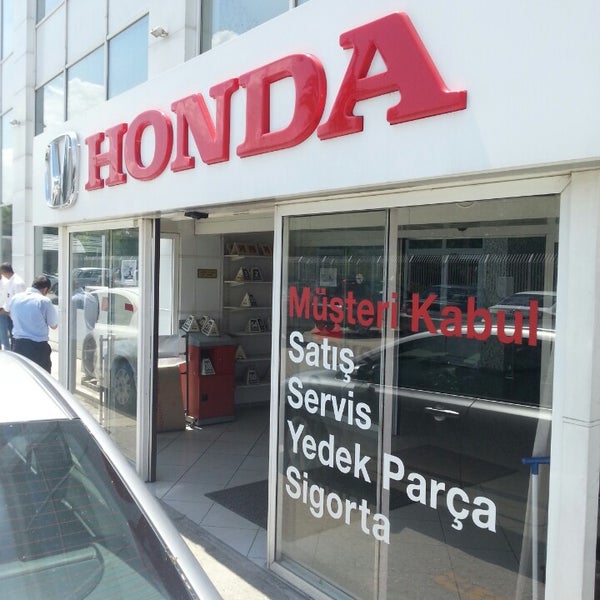 HONDA
Müşteri Kabul
Satış
Servis
Yedek Parça
Sigorta